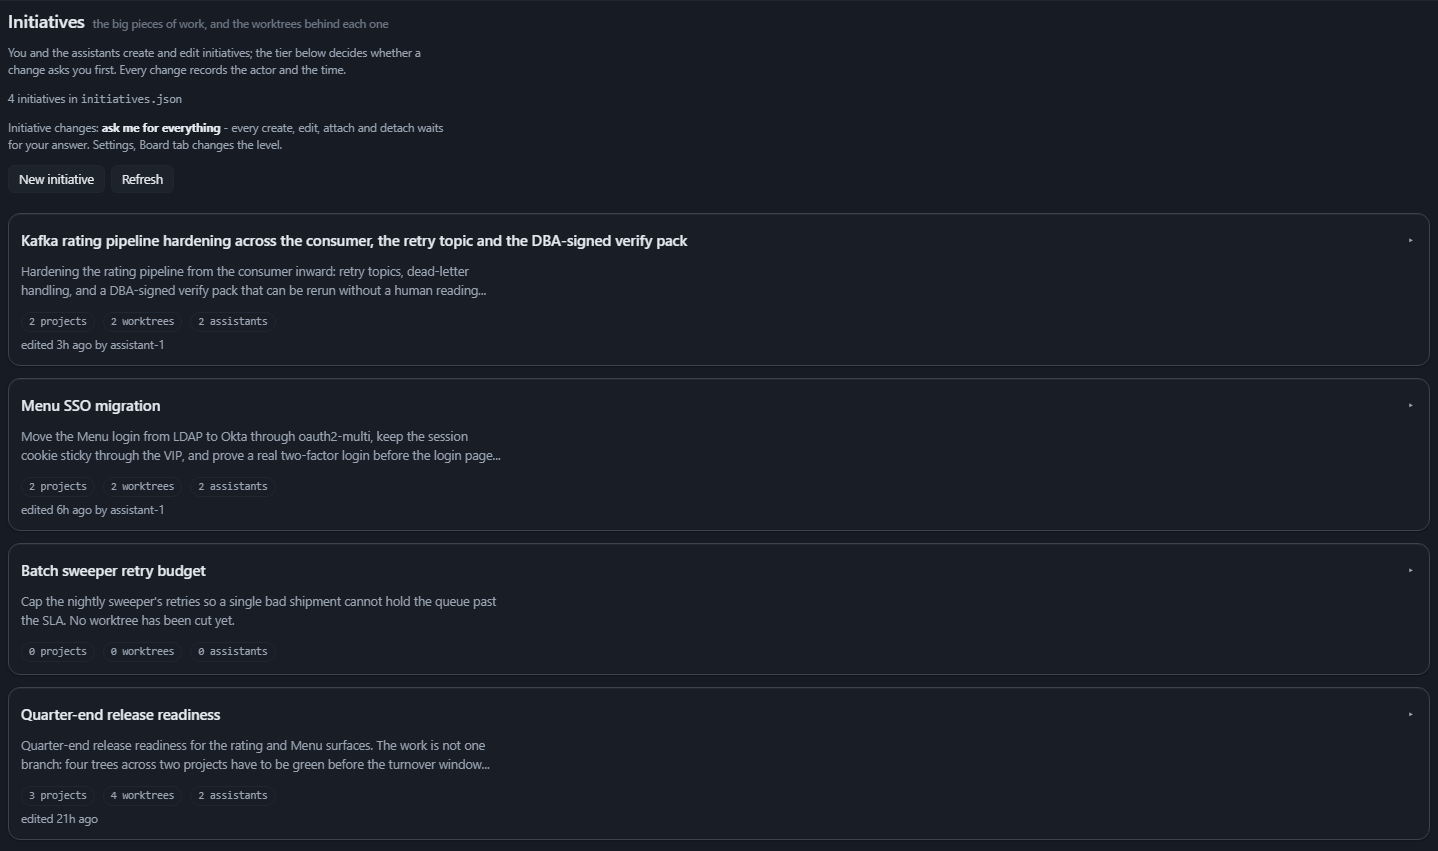 Initiatives the big pieces of work, and the worktrees behind each one
You and the assistants create and edit initiatives; the tier below decides whether a
change asks you first. Every change records the actor and the time.
4 initiatives in initiatives.json
Initiative changes: ask me for everything - every create, edit, attach and detach waits
for your answer. Settings, Board tab changes the level.
New initiative Refresh
Kafka rating pipeline hardening across the consumer, the retry topic and the DBA-signed verify pack
Hardening the rating pipeline from the consumer inward: retry topics, dead-letter
handling, and a DBA-signed verify pack that can be rerun without a human reading...
2 projects 2 worktrees 2 assistants
edited 3h ago by assistant-1
Menu SSO migration
Move the Menu login from LDAP to Okta through oauth2-multi, keep the session
cookie sticky through the VIP, and prove a real two-factor login before the login page...
2 projects 2 worktrees 2 assistants
edited 6h ago by assistant-1
Batch sweeper retry budget
Cap the nightly sweeper's retries so a single bad shipment cannot hold the queue past
the SLA. No worktree has been cut yet.
0 projects 0 worktrees 0 assistants
Quarter-end release readiness
Quarter-end release readiness for the rating and Menu surfaces. The work is not one
branch: four trees across two projects have to be green before the turnover window...
3 projects 4 worktrees 2 assistants
edited 21h ago